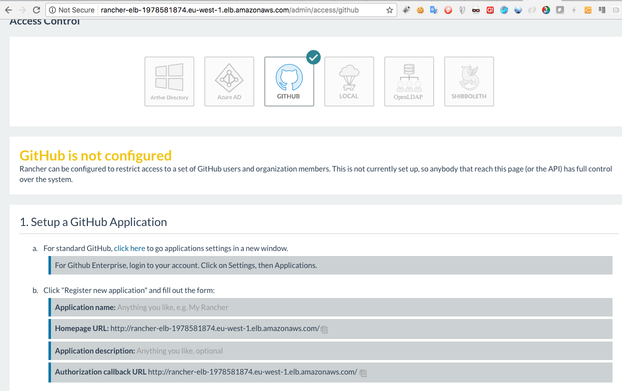 Not Secure rancher-elb-1978581874.eu-west-1.elb.amazonaws.com/admin/access/github
Access Control
Active Directory Azure AD GITHUB LOCAL OpenLDAP SHIBBOLETH
GitHub is not configured
Rancher can be configured to restrict access to a set of GitHub users and organization members. This is not currently set up, so anybody that reach this page (or the API) has full control
over the system.
1. Setup a GitHub Application
a. For standard GitHub, click here to go applications settings in a new window.
For Github Enterprise, login to your account. Click on Settings, then Applications.
b. Click "Register new application" and fill out the form:
Application name: Anything you like, e.g. My Rancher
Homepage URL: http://rancher-elb-1978581874.eu-west-1.elb.amazonaws.com/
Application description: Anything you like, optional
Authorization callback URL http://rancher-elb-1978581874.eu-west-1.elb.amazonaws.com/